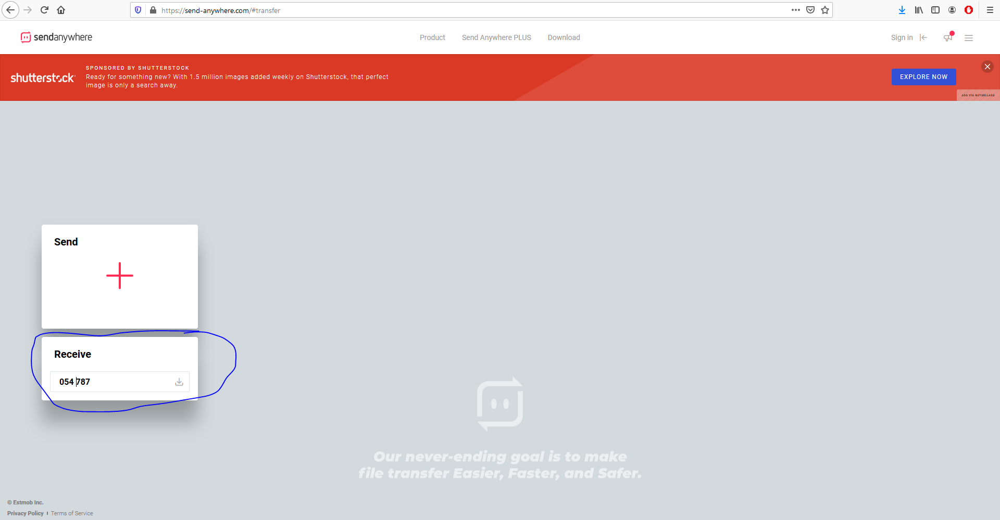 https://send-anywhere.com/#transfer
sendanywhere
Product
Send Anywhere PLUS
Download
Sign in
shutterstock
SPONSORED BY SHUTTERSTOCK
Ready for something new? With 1.5 million images added weekly on Shutterstock, that perfect
image is only a search away.
EXPLORE NOW
ADS VIA BUYSELLADS
Send
Receive
054 787
Our never-ending goal is to make
file transfer Easier, Faster, and Safer.
© Estmob Inc.
Privacy Policy
Terms of Service